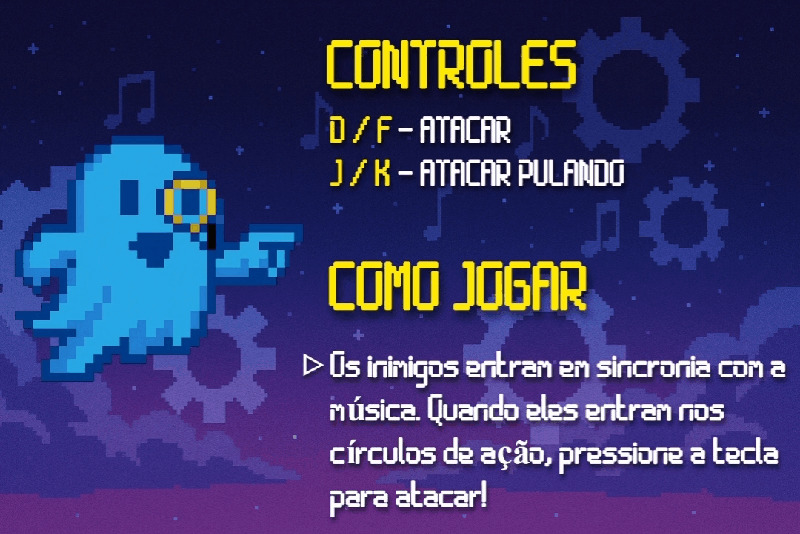 CONTROLES
D / F - ATACAR
J / K - ATACAR PULANDO
COMO JOGAR
Os inimigos entram em sincronia com a
música. Quando eles entram nos
círculos de ação, pressione a tecla
para atacar!